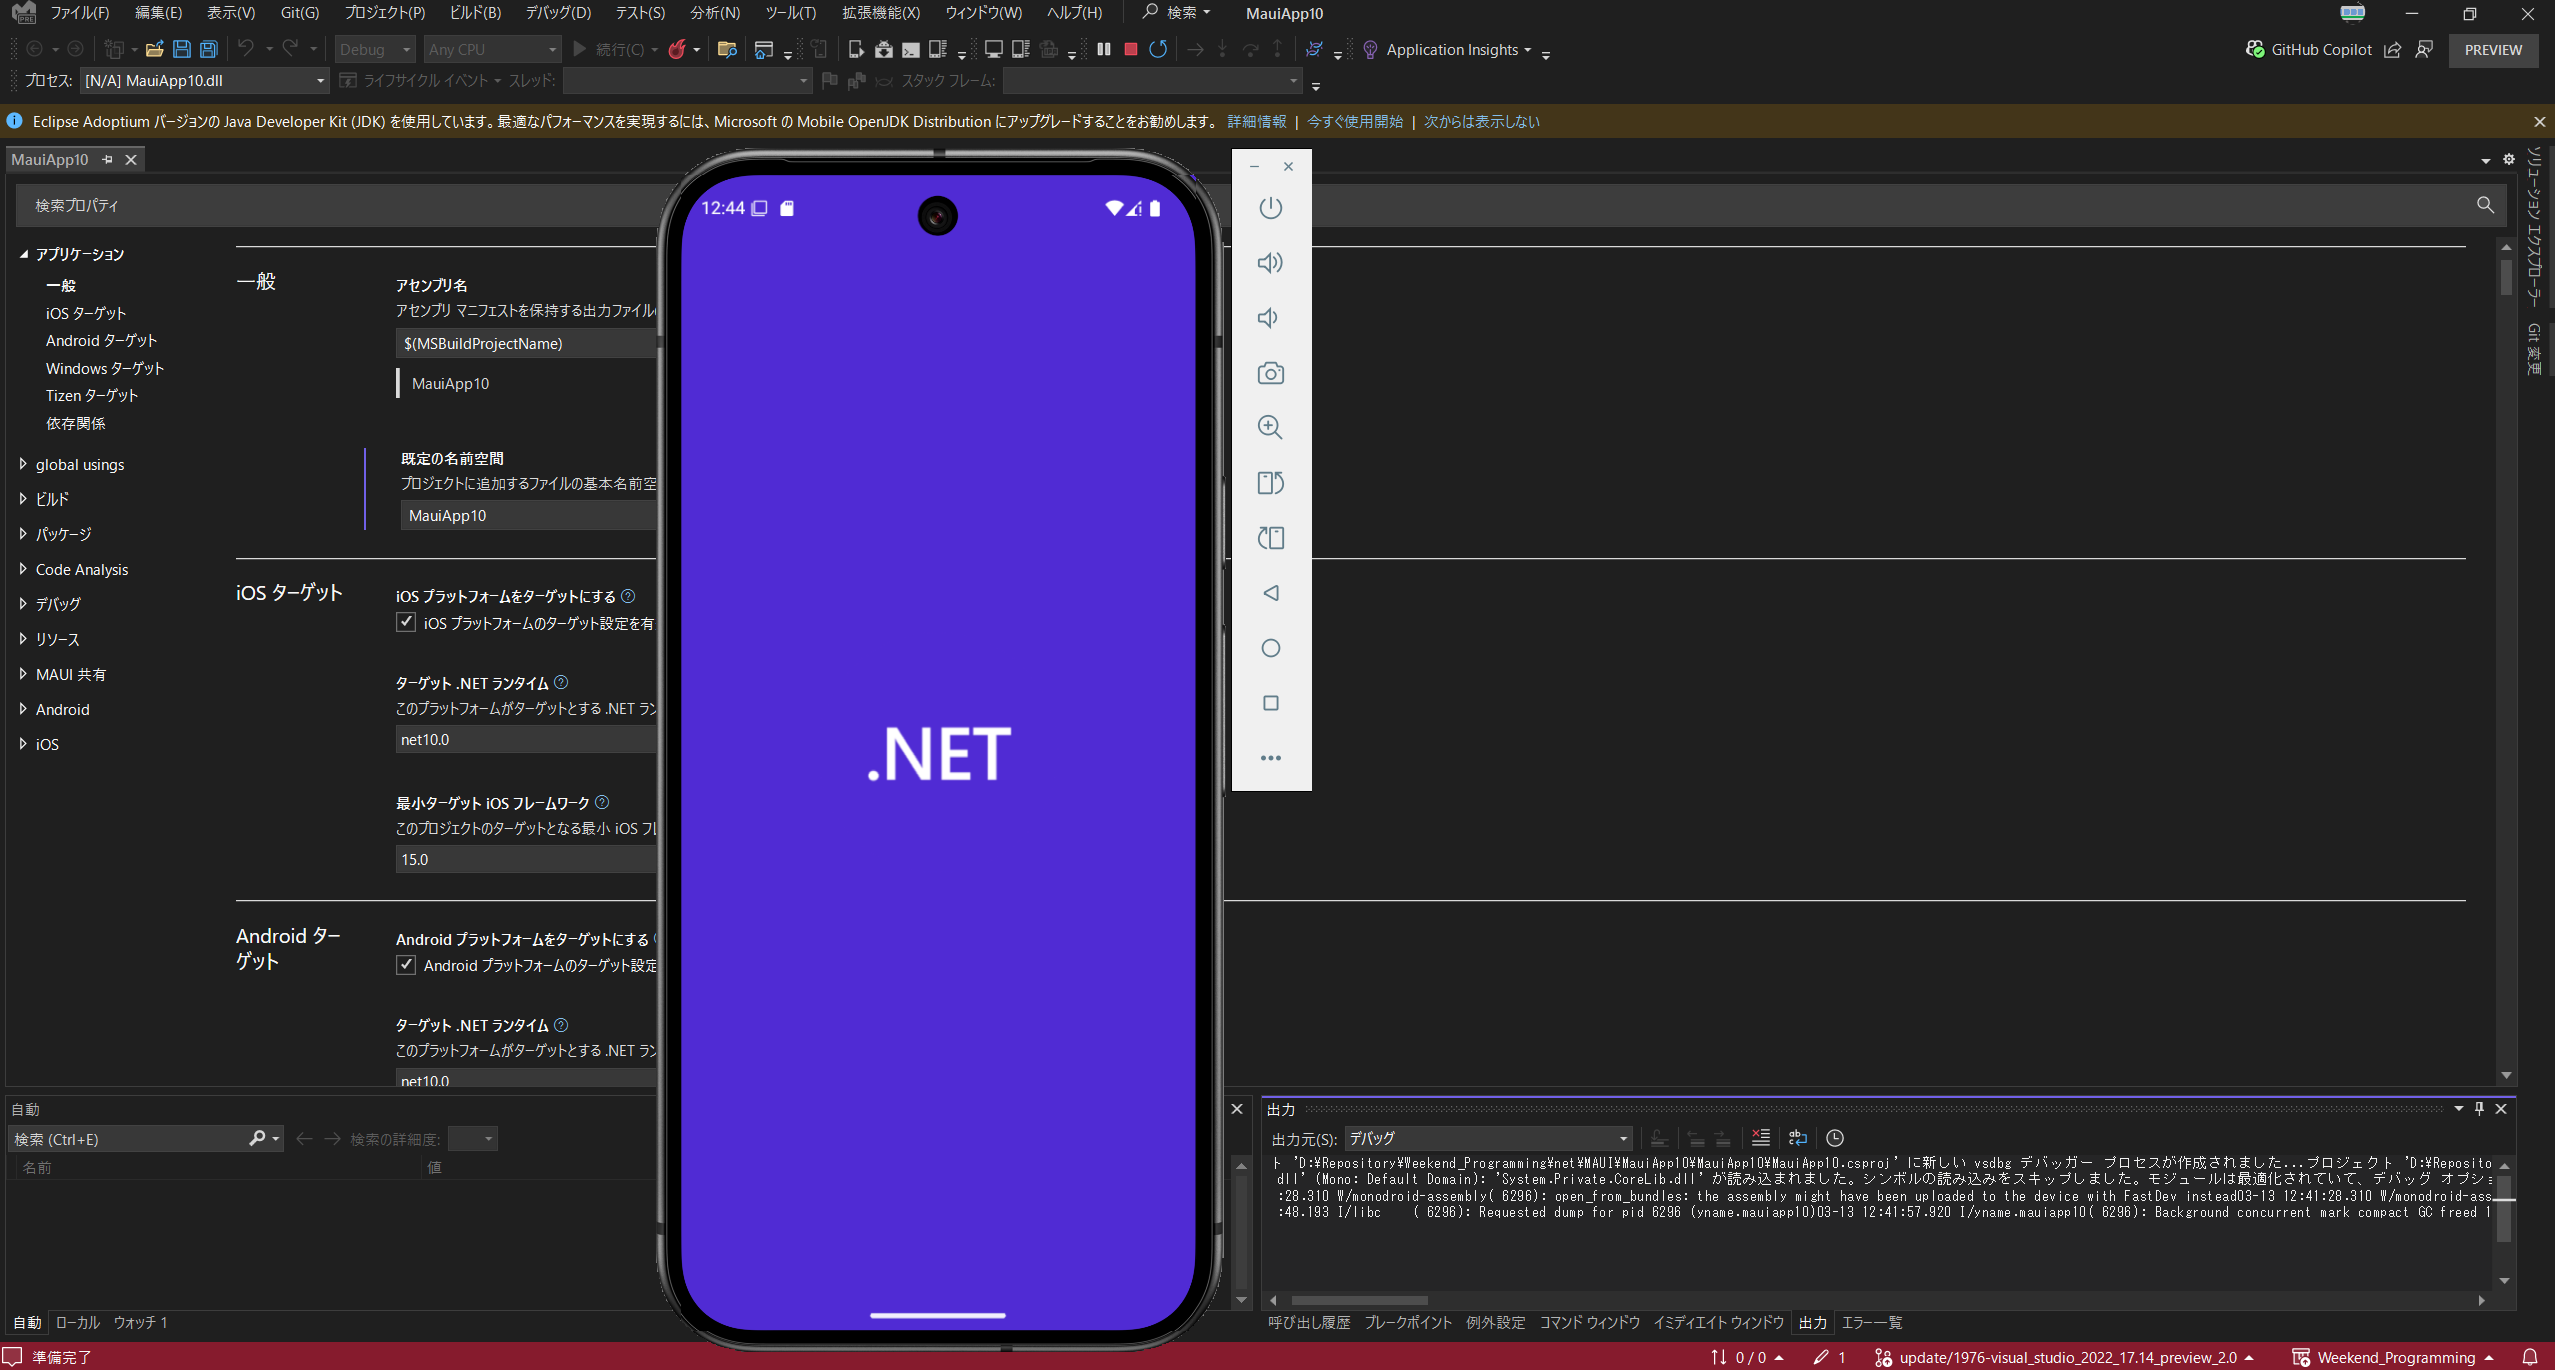 ファイル(F) 編集(E) 表示(V) Git(G) プロジェクト(P) ビルド(B) デバッグ(D) テスト(S) 分析(N) ツール(T) 拡張機能(X) ウィンドウ(W) ヘルプ(H) 検索 MauiApp10
Debug Any CPU 続行(C) Application Insights GitHub Copilot PREVIEW
プロセス: [N/A] MauiApp10.dll ライフサイクル イベント スレッド: スタック フレーム:
Eclipse Adoptium バージョンの Java Developer Kit (JDK) を使用しています。最適なパフォーマンスを実現するには、Microsoft の Mobile OpenJDK Distribution にアップグレードすることをお勧めします。 詳細情報 | 今すぐ使用開始 | 次からは表示しない
MauiApp10
検索プロパティ
アプリケーション
一般
iOS ターゲット
Android ターゲット
Windows ターゲット
Tizen ターゲット
依存関係
global usings
ビルド
パッケージ
Code Analysis
デバッグ
リソース
MAUI 共有
Android
iOS
一般
アセンブリ名
アセンブリ マニフェストを保持する出力ファイル
$(MSBuildProjectName)
MauiApp10
既定の名前空間
プロジェクトに追加するファイルの基本名前空
MauiApp10
iOS ターゲット
iOS プラットフォームをターゲットにする
iOS プラットフォームのターゲット設定を有
ターゲット .NET ランタイム
このプラットフォームがターゲットとする .NET ラン
net10.0
最小ターゲット iOS フレームワーク
このプロジェクトのターゲットとなる最小 iOS フ
15.0
Android ター
ゲット
Android プラットフォームをターゲットにする
Android プラットフォームのターゲット設定
ターゲット .NET ランタイム
このプラットフォームがターゲットとする .NET ラン
net10.0
12:44
.NET
ソリューション エクスプローラー
Git 変更
自動
検索 (Ctrl+E) 検索の詳細度:
名前 値
自動 ローカル ウォッチ 1
出力
出力元(S): デバッグ
ト 'D:¥Repository¥Weekend_Programming¥net¥MAUI¥MauiApp10¥MauiApp10¥MauiApp10.csproj' に新しい vsdbg デバッガー プロセスが作成されました...プロジェクト 'D:¥Reposito
dll' (Mono: Default Domain): 'System.Private.CoreLib.dll' が読み込まれました。シンボルの読み込みをスキップしました。モジュールは最適化されていて、デバッグ オプショ
:28.310 W/monodroid-assembly( 6296): open_from_bundles: the assembly might have been uploaded to the device with FastDev instead03-13 12:41:28.310 W/monodroid-ass
:48.193 I/libc ( 6296): Requested dump for pid 6296 (yname.mauiapp10)03-13 12:41:57.920 I/yname.mauiapp10( 6296): Background concurrent mark compact GC freed 1
呼び出し履歴 ブレークポイント 例外設定 コマンド ウィンドウ イミディエイト ウィンドウ 出力 エラー一覧
準備完了 0 / 0 1 update/1976-visual_studio_2022_17.14_preview_2.0 Weekend_Programming